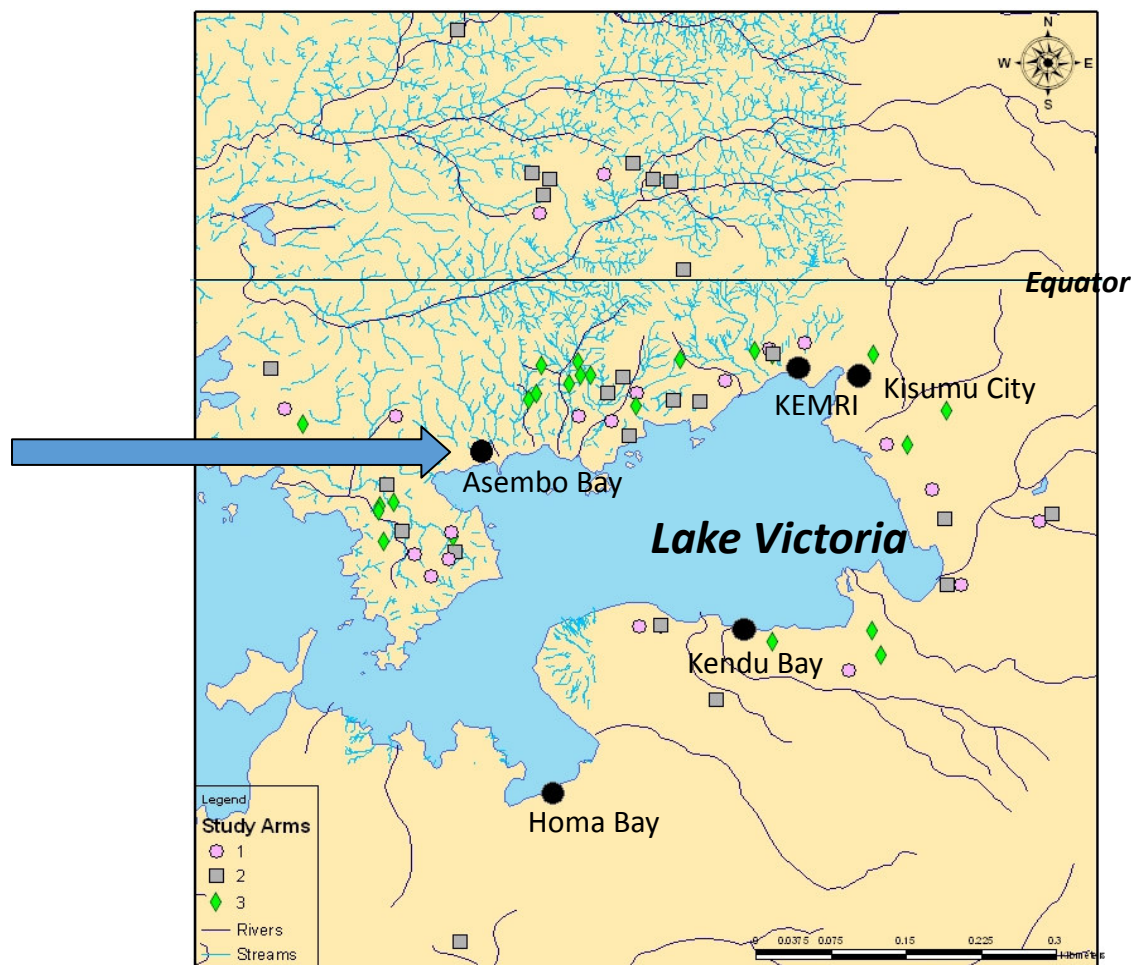 N
W E
S
Equator
Kisumu City
KEMRI
Asembo Bay
Lake Victoria
Kendu Bay
Homa Bay
Legend
Study Arms
1
2
3
Rivers
Streams
0 0.0375 0.075 0.15 0.225 0.3
Kilometers